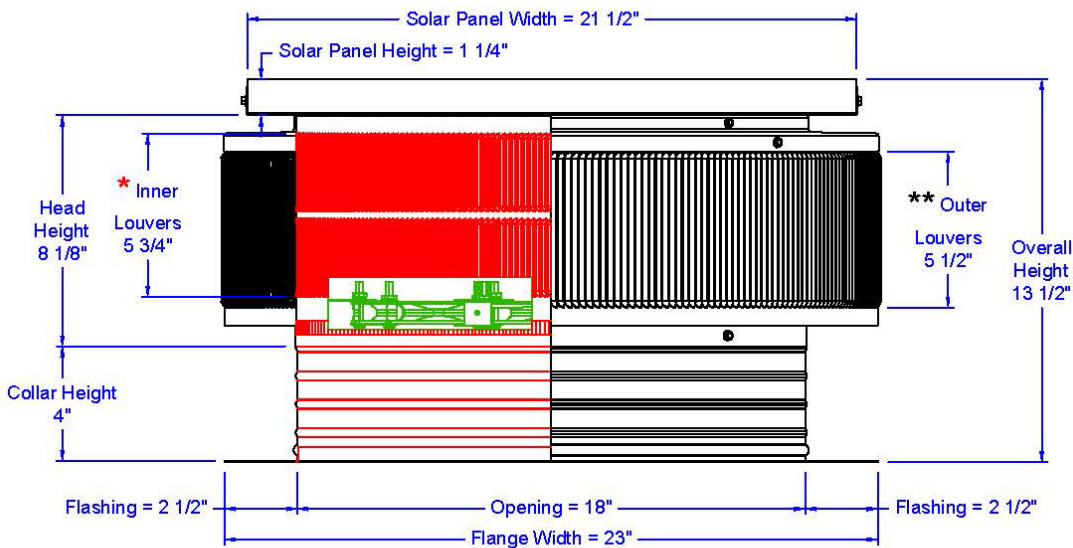 Solar Panel Width = 21 1/2"
Solar Panel Height = 1 1/4"
* Inner
Louvers
5 3/4"
Head
Height
8 1/8"
** Outer
Louvers
5 1/2"
Overall
Height
13 1/2"
Collar Height
4"
Flashing = 2 1/2"
Opening = 18"
Flashing = 2 1/2"
Flange Width = 23"